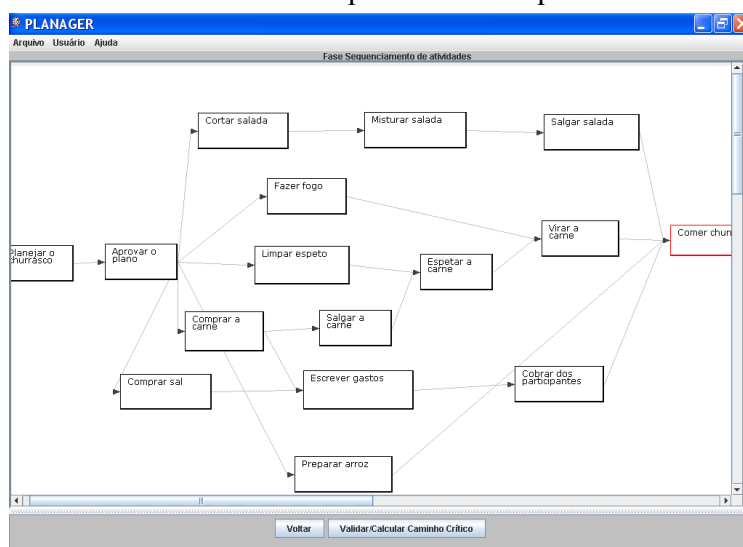 PLANAGER
Arquivo Usuário Ajuda
Fase Sequenciamento de atividades
Cortar salada
Misturar salada
Salgar salada
Fazer fogo
Virar a
carne
Comer chur
Planejar o
churrasco
Aprovar o
plano
Limpar espeto
Espetar a
carne
Comprar a
carne
Salgar a
carne
Comprar sal
Escrever gastos
Cobrar dos
participantes
Preparar arroz
Voltar
Validar/Calcular Caminho Crítico